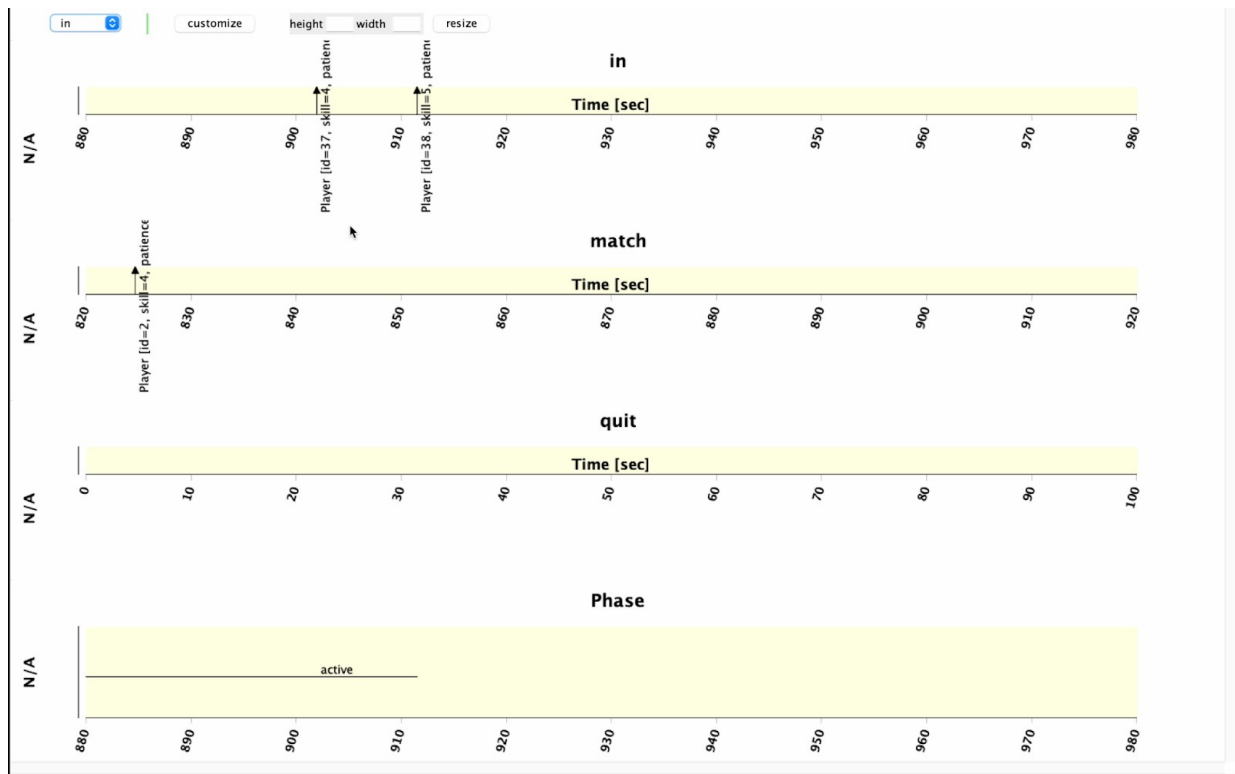 in customize height width resize
in
Player [id=37, skill=4, patien
Player [id=38, skill=5, patien
Time [sec]
N/A
880 890 900 910 920 930 940 950 960 970 980
match
Player [id=2, skill=4, patience
Time [sec]
N/A
820 830 840 850 860 870 880 890 900 910 920
quit
Time [sec]
N/A
0 10 20 30 40 50 60 70 80 90 100
Phase
active
N/A
880 890 900 910 920 930 940 950 960 970 980